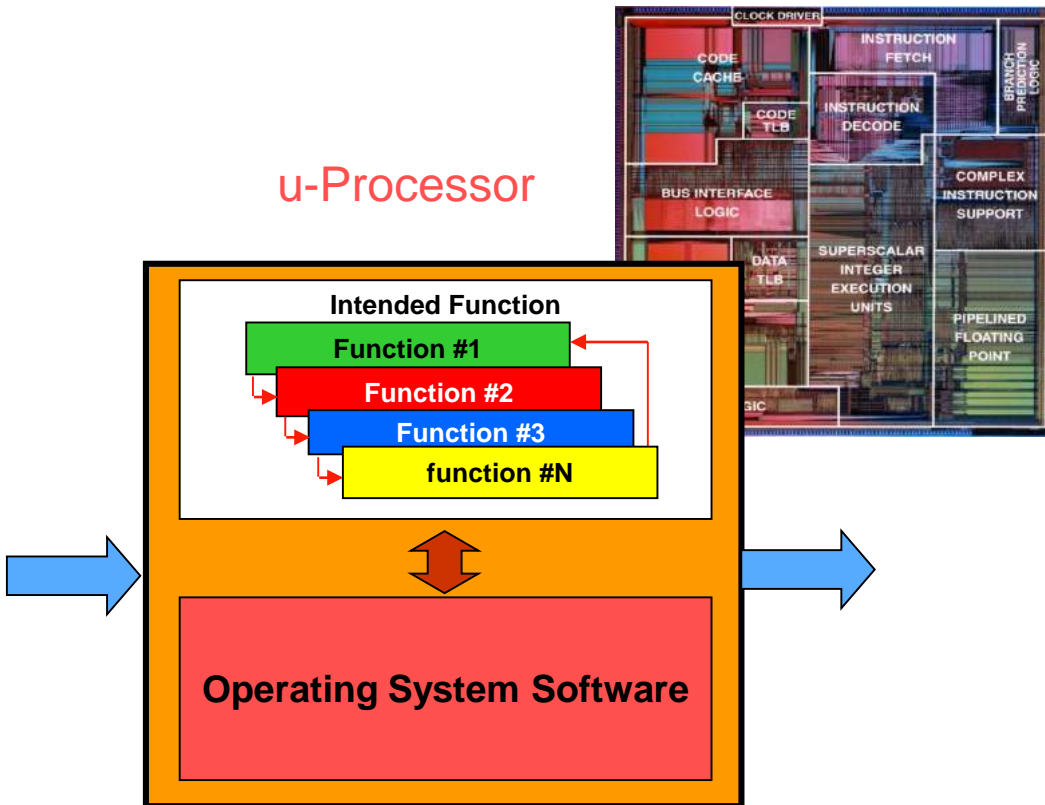 CLOCK DRIVER
CODE
CACHE
INSTRUCTION
FETCH
BRANCH
PREDICTION
LOGIC
CODE
TLB
INSTRUCTION
DECODE
u-Processor
BUS INTERFACE
LOGIC
COMPLEX
INSTRUCTION
SUPPORT
DATA
TLB
SUPERSCALAR
INTEGER
EXECUTION
UNITS
PIPELINED
FLOATING
POINT
GIC
Intended Function
Function #1
Function #2
Function #3
function #N
Operating System Software